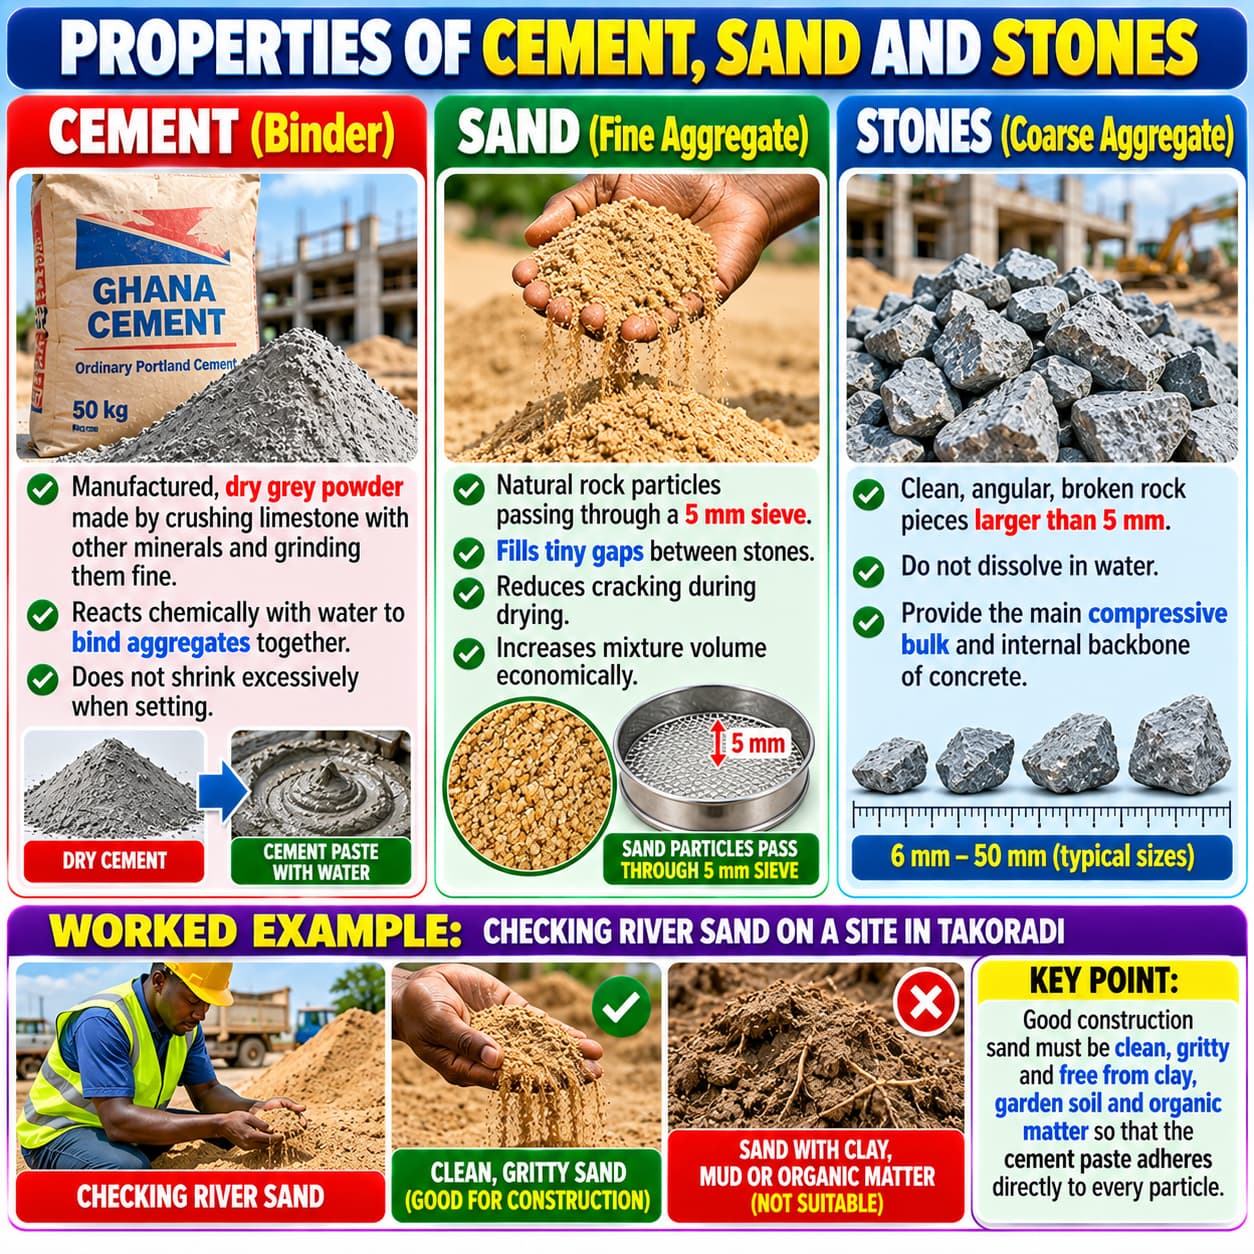 PROPERTIES OF CEMENT, SAND AND STONES
CEMENT (Binder)
GHANA
CEMENT
Ordinary Portland Cement
50 kg
Manufactured, dry grey powder
made by crushing limestone with
other minerals and grinding
them fine.
Reacts chemically with water to
bind aggregates together.
Does not shrink excessively
when setting.
DRY CEMENT
CEMENT PASTE
WITH WATER
SAND (Fine Aggregate)
Natural rock particles
passing through a 5 mm sieve.
Fills tiny gaps between stones.
Reduces cracking during
drying.
Increases mixture volume
economically.
5 mm
SAND PARTICLES PASS
THROUGH 5 mm SIEVE
STONES (Coarse Aggregate)
Clean, angular, broken rock
pieces larger than 5 mm.
Do not dissolve in water.
Provide the main compressive
bulk and internal backbone
of concrete.
6 mm – 50 mm (typical sizes)
WORKED EXAMPLE: CHECKING RIVER SAND ON A SITE IN TAKORADI
CHECKING RIVER SAND
CLEAN, GRITTY SAND
(GOOD FOR CONSTRUCTION)
SAND WITH CLAY,
MUD OR ORGANIC MATTER
(NOT SUITABLE)
KEY POINT:
Good construction
sand must be clean, gritty
and free from clay,
garden soil and organic
matter so that the
cement paste adheres
directly to every particle.